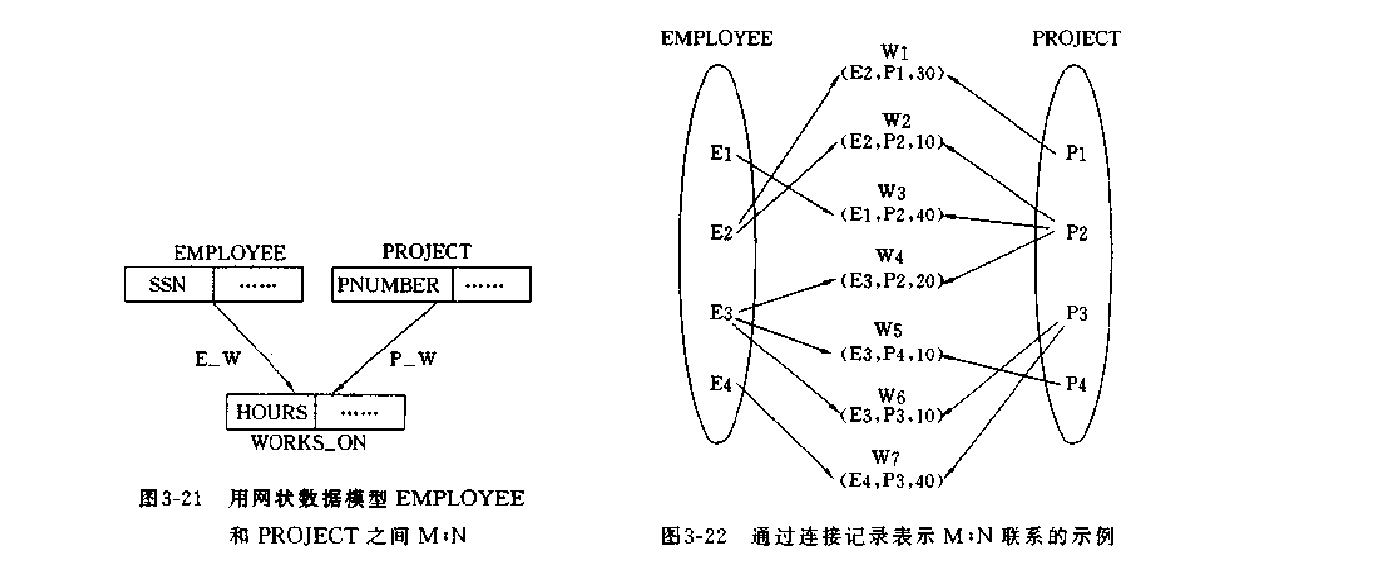 EMPLOYEE
PROJECT
SSN
……
PNUMBER
……
E_W
P_W
HOURS
……
WORKS_ON
图3-21 用网状数据模型 EMPLOYEE
和 PROJECT 之间 M:N
EMPLOYEE
PROJECT
W1
(E2,P1,30)
W2
(E2,P2,10)
E1
P1
W3
(E1,P2,40)
E2
P2
W4
(E3,P2,20)
E3
P3
W5
(E3,P4,10)
E4
P4
W6
(E3,P3,10)
W7
(E4,P3,40)
图3-22 通过连接记录表示 M:N 联系的示例